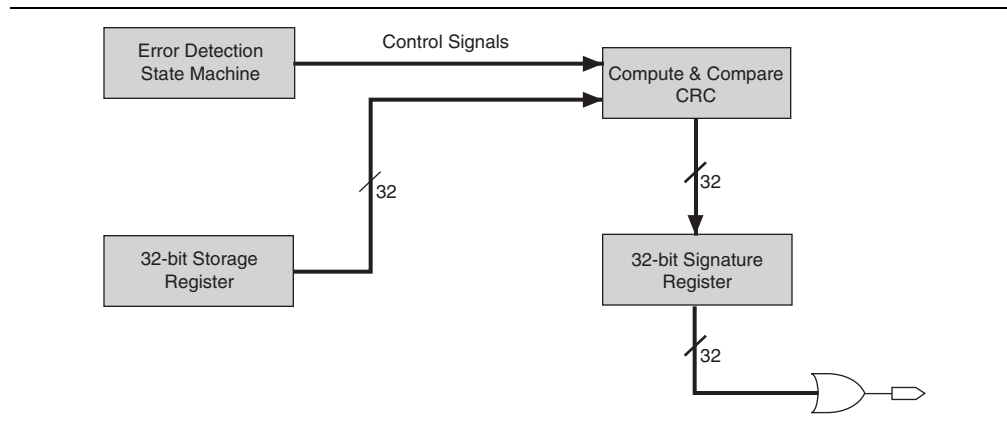 Error Detection
State Machine
Control Signals
Compute & Compare
CRC
32
32
32-bit Storage
Register
32-bit Signature
Register
32